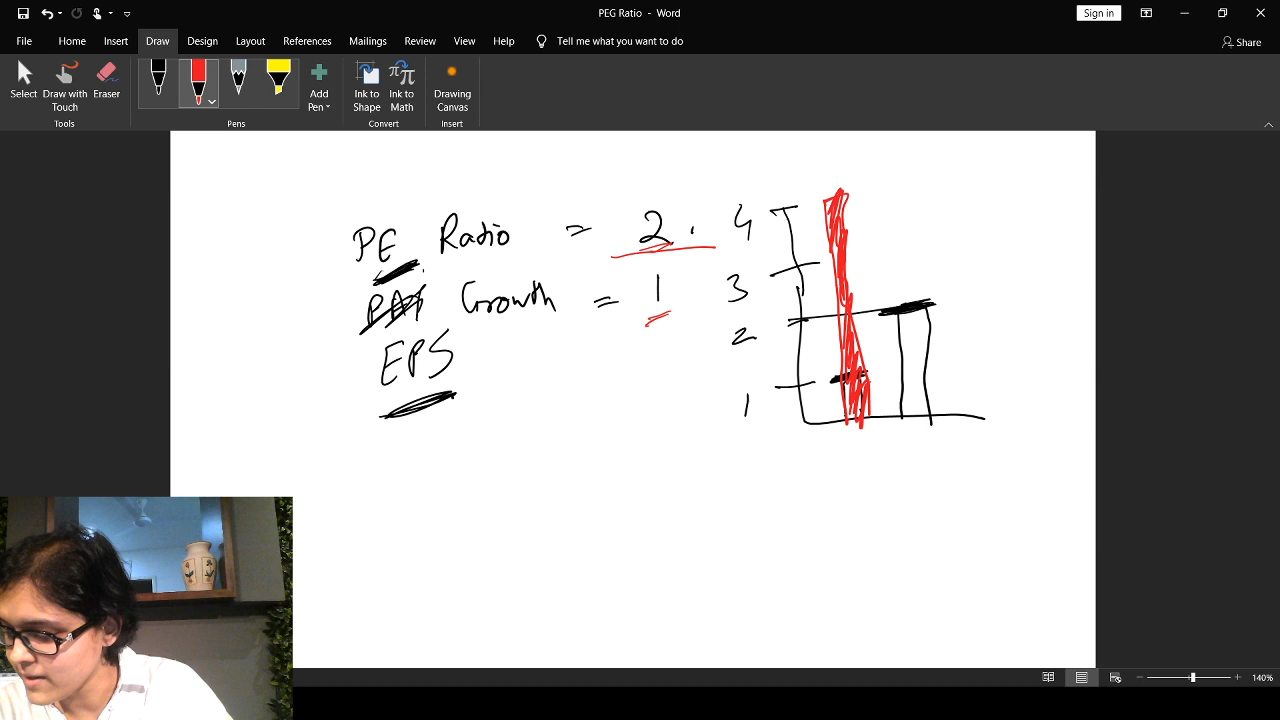 PEG Ratio - Word
Sign in
File Home Insert Draw Design Layout References Mailings Review View Help Tell me what you want to do
Share
Select
Draw with Touch
Eraser
Add Pen
Ink to Shape
Ink to Math
Drawing Canvas
Tools Pens Convert Insert
PE Ratio = 2. 4
Growth = 1 3
EPS 2
1
140%